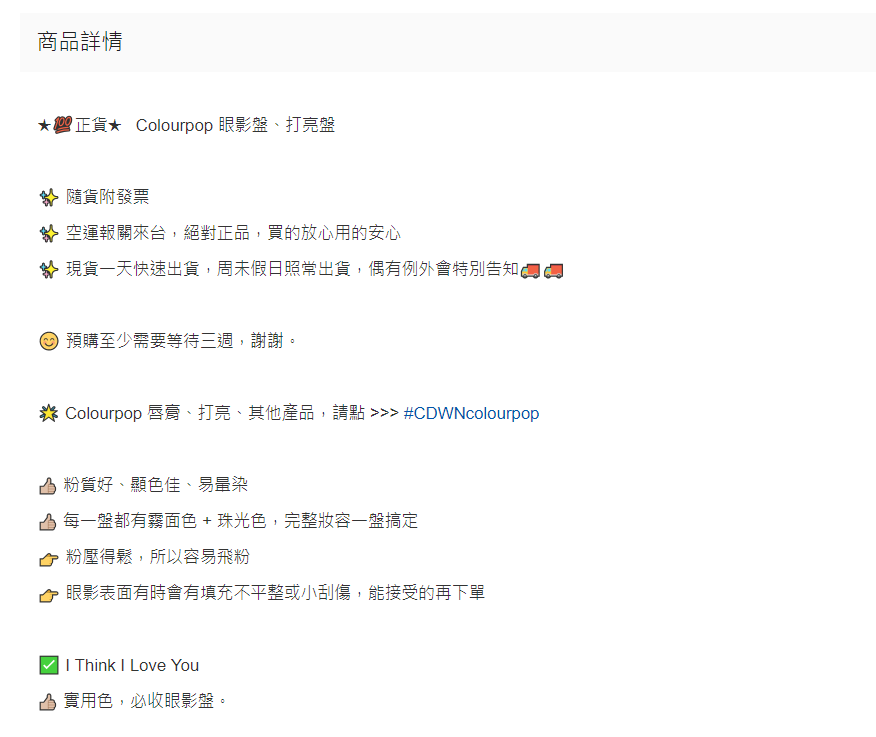 商品詳情
★💯正貨★ Colourpop 眼影盤、打亮盤
✨ 隨貨附發票
✨ 空運報關來台，絕對正品，買的放心用的安心
✨ 現貨一天快速出貨，周末假日照常出貨，偶有例外會特別告知🚚🚚
😊 預購至少需要等待三週，謝謝。
🌟 Colourpop 唇膏、打亮、其他產品，請點 >>> #CDWNcolourpop
👍🏼 粉質好、顯色佳、易暈染
👍🏼 每一盤都有霧面色 + 珠光色，完整妝容一盤搞定
👉 粉壓得鬆，所以容易飛粉
👉 眼影表面有時會有填充不平整或小刮傷，能接受的再下單
✅ I Think I Love You
👍🏼 實用色，必收眼影盤。